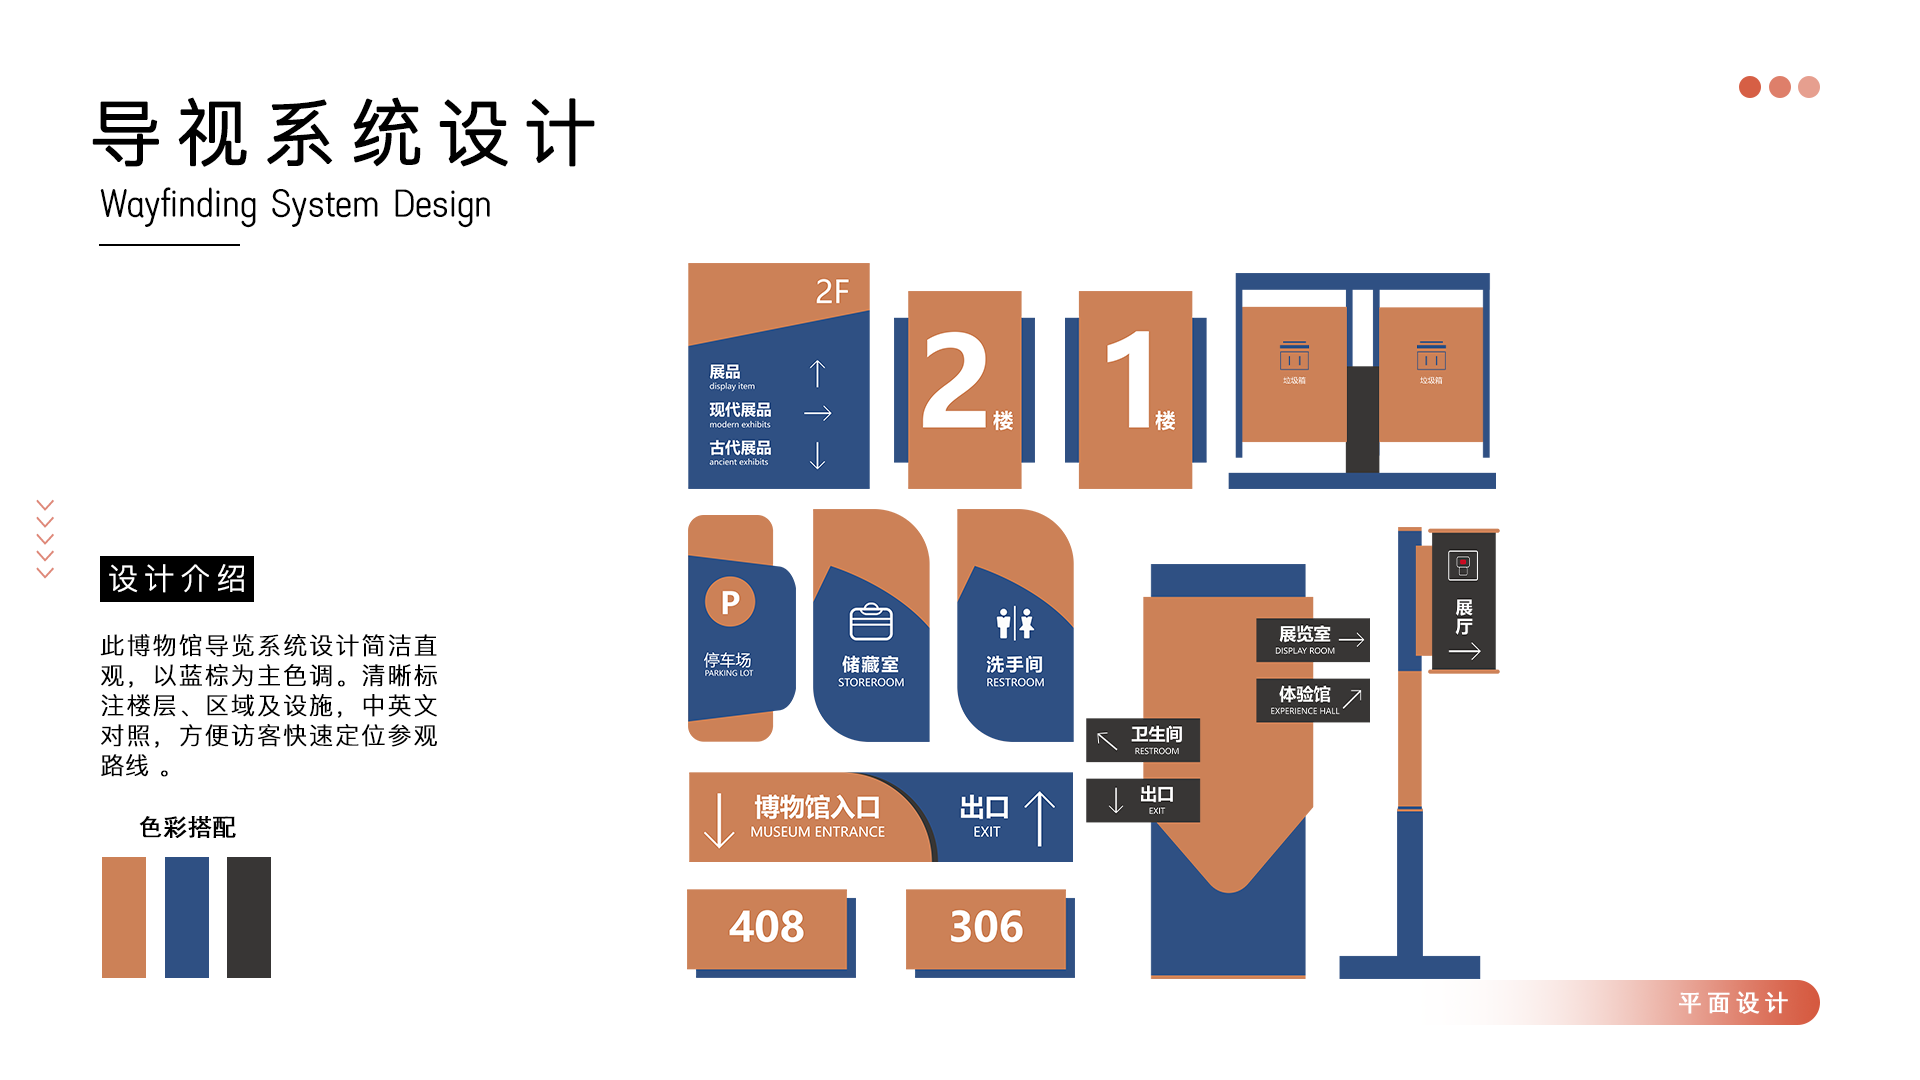 导视系统设计
Wayfinding System Design
设计介绍
此博物馆导览系统设计简洁直
观，以蓝棕为主色调。清晰标
注楼层、区域及设施，中英文
对照，方便访客快速定位参观
路线 。
色彩搭配
2F
展品
display item
现代展品
modern exhibits
古代展品
ancient exhibits
2楼
1楼
垃圾箱
垃圾箱
P
停车场
PARKING LOT
储藏室
STOREROOM
洗手间
RESTROOM
博物馆入口
MUSEUM ENTRANCE
出口
EXIT
408
306
展览室
DISPLAY ROOM
体验馆
EXPERIENCE HALL
卫生间
RESTROOM
出口
EXIT
展
厅
平面设计